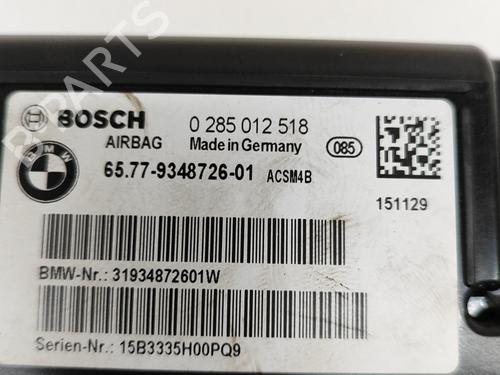 BOSCH
AIRBAG
0 285 012 518
Made in Germany
085
BMW
65.77-9348726-01 ACSM4B
151129
BMW-Nr.: 31934872601W
Serien-Nr.: 15B3335H00PQ9